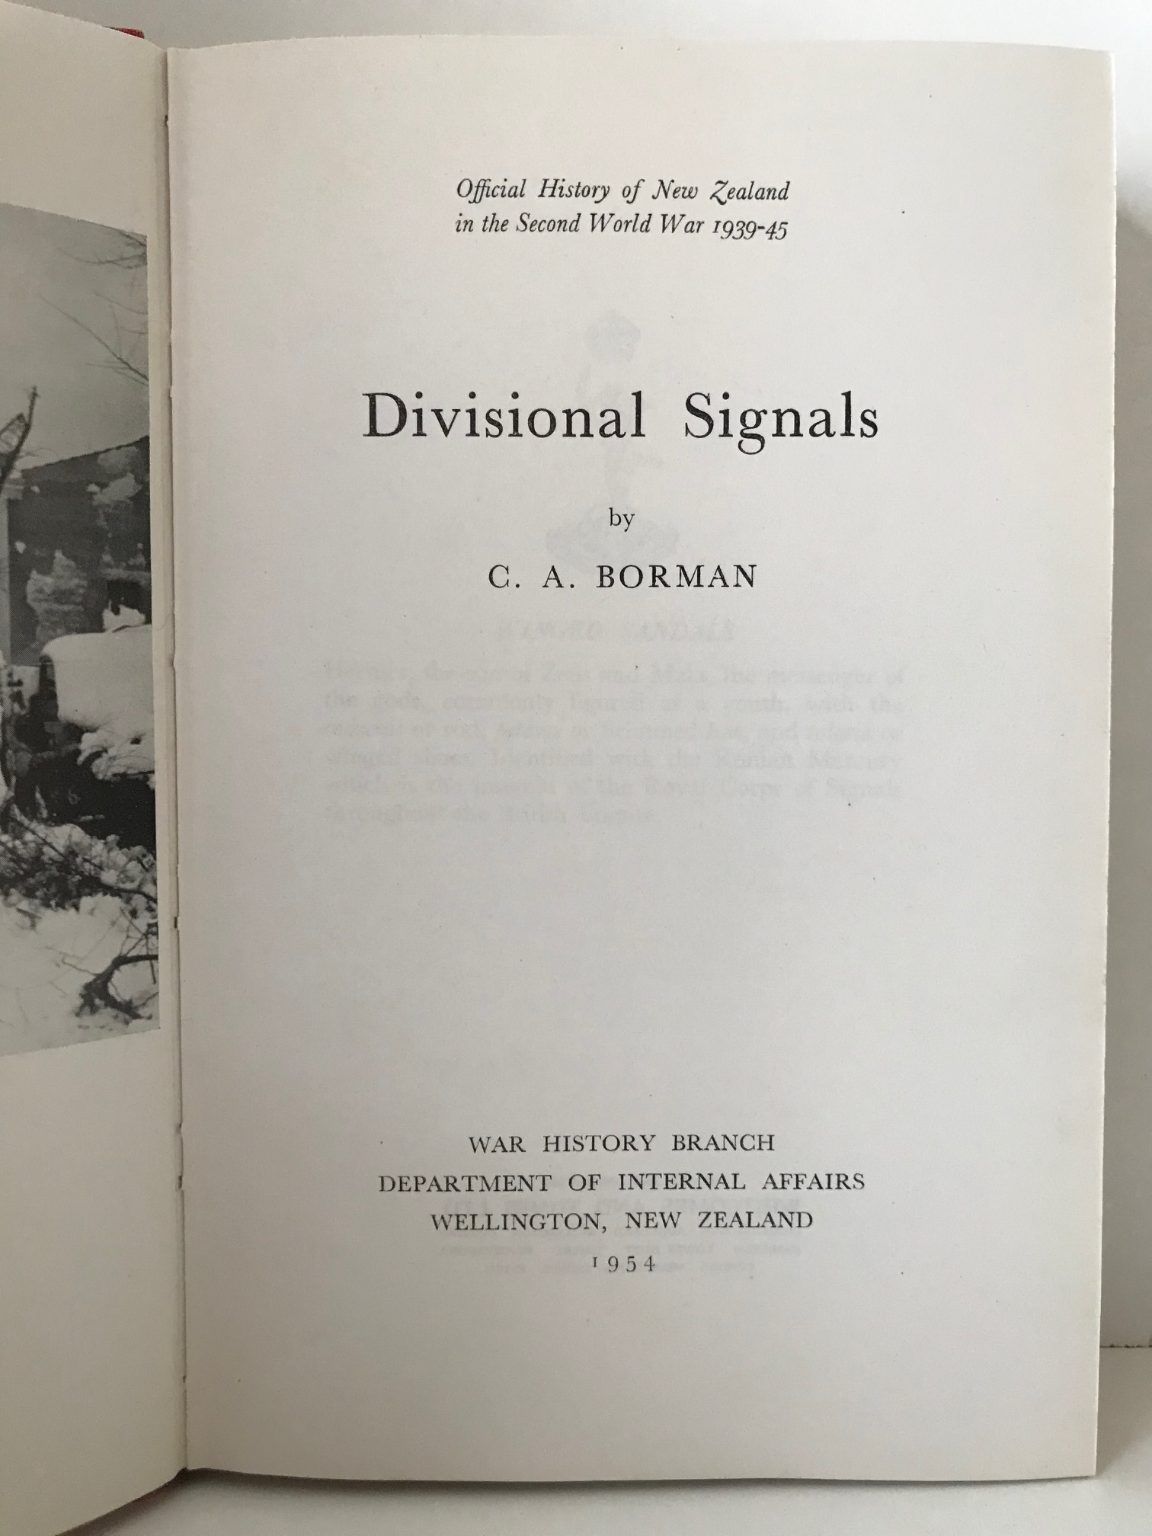 Official History of New Zealand
in the Second World War 1939-45
Divisional Signals
by
C. A. BORMAN
WAR HISTORY BRANCH
DEPARTMENT OF INTERNAL AFFAIRS
WELLINGTON, NEW ZEALAND
1954